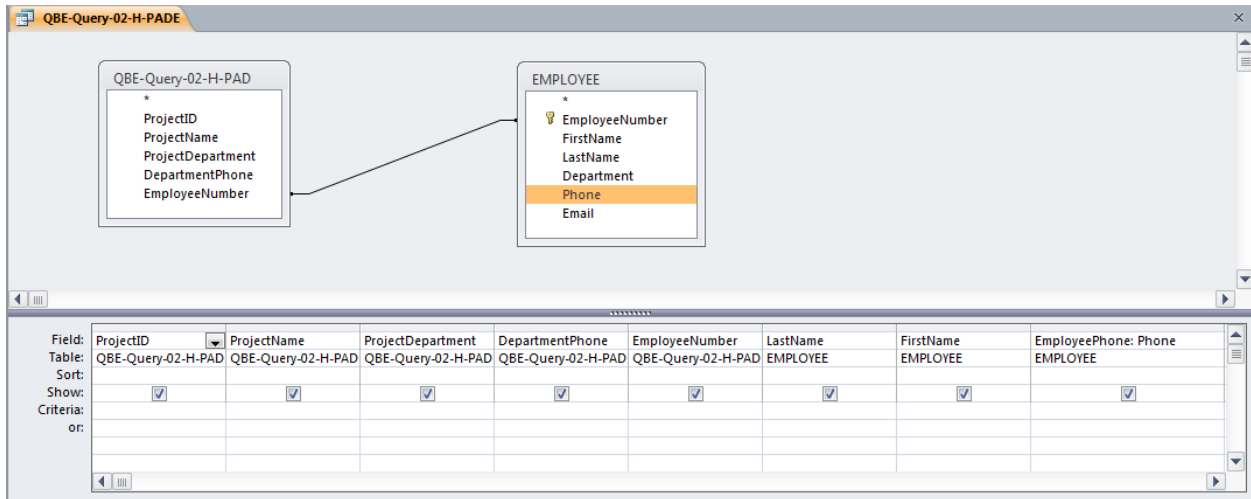 QBE-Query-02-H-PADE
QBE-Query-02-H-PAD
*
ProjectID
ProjectName
ProjectDepartment
DepartmentPhone
EmployeeNumber
EMPLOYEE
*
EmployeeNumber
FirstName
LastName
Department
Phone
Email
Field: ProjectID ProjectName ProjectDepartment DepartmentPhone EmployeeNumber LastName FirstName EmployeePhone: Phone
Table: QBE-Query-02-H-PAD QBE-Query-02-H-PAD QBE-Query-02-H-PAD QBE-Query-02-H-PAD QBE-Query-02-H-PAD EMPLOYEE EMPLOYEE EMPLOYEE
Sort:
Show:
Criteria:
or: